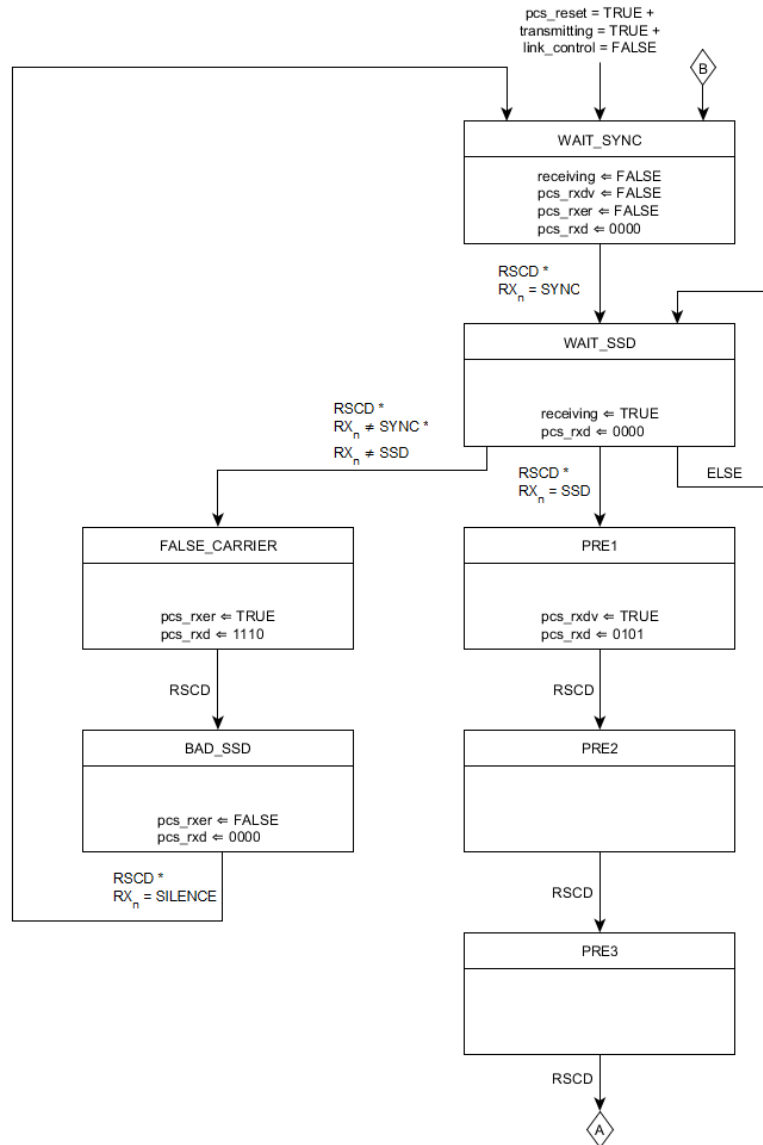 pcs_reset = TRUE +
transmitting = TRUE +
link_control = FALSE
B
WAIT_SYNC
receiving ⇐ FALSE
pcs_rxdv ⇐ FALSE
pcs_rxer ⇐ FALSE
pcs_rxd ⇐ 0000
RSCD *
RXn = SYNC
WAIT_SSD
receiving ⇐ TRUE
pcs_rxd ⇐ 0000
RSCD *
RXn ≠ SYNC *
RXn ≠ SSD
RSCD *
RXn = SSD
ELSE
FALSE_CARRIER
pcs_rxer ⇐ TRUE
pcs_rxd ⇐ 1110
PRE1
pcs_rxdv ⇐ TRUE
pcs_rxd ⇐ 0101
RSCD
RSCD
BAD_SSD
pcs_rxer ⇐ FALSE
pcs_rxd ⇐ 0000
PRE2
RSCD *
RXn = SILENCE
RSCD
PRE3
RSCD
A